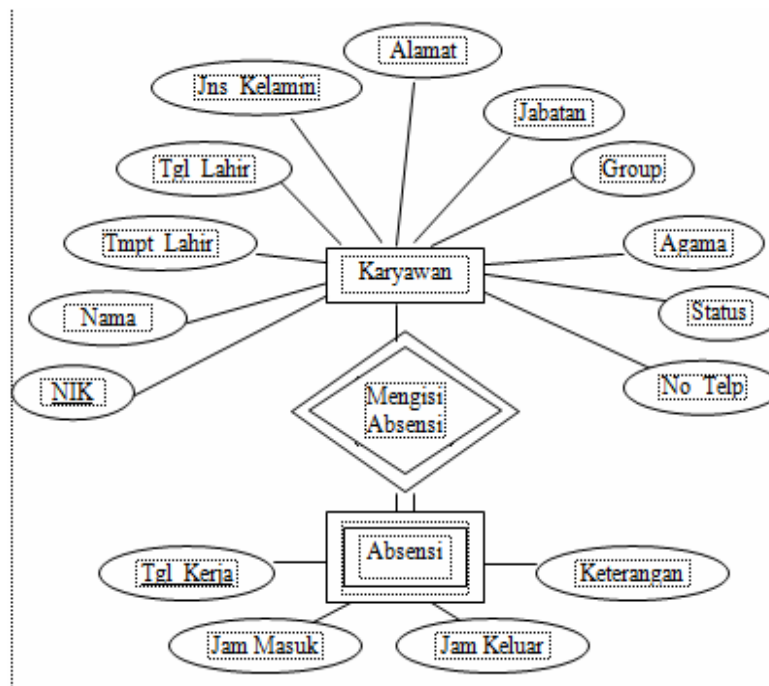 Alamat
Jns Kelamin
Jabatan
Tgl Lahir
Group
Tmpt Lahir
Agama
Karyawan
Nama
Status
NIK
No Telp
Mengisi
Absensi
Absensi
Tgl Kerja
Keterangan
Jam Masuk
Jam Keluar